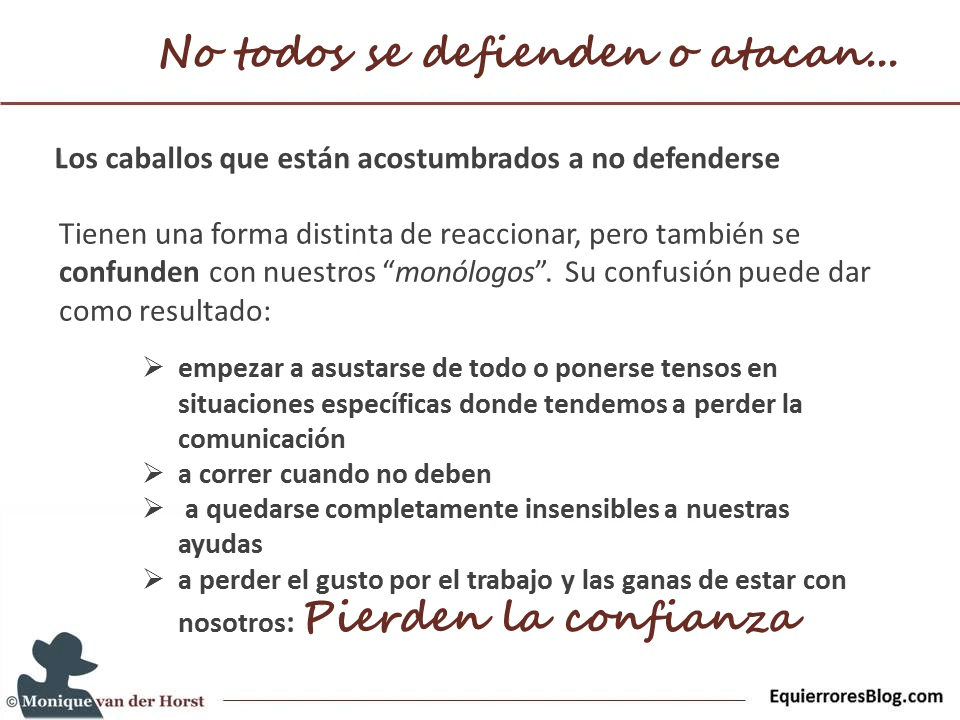 No todos se defienden o atacan...
Los caballos que están acostumbrados a no defenderse
Tienen una forma distinta de reaccionar, pero también se
confunden con nuestros “monólogos”. Su confusión puede dar
como resultado:
➢ empezar a asustarse de todo o ponerse tensos en
situaciones específicas donde tendemos a perder la
comunicación
➢ a correr cuando no deben
➢ a quedarse completamente insensibles a nuestras
ayudas
➢ a perder el gusto por el trabajo y las ganas de estar con
nosotros: Pierden la confianza
© Monique van der Horst
EquierroresBlog.com